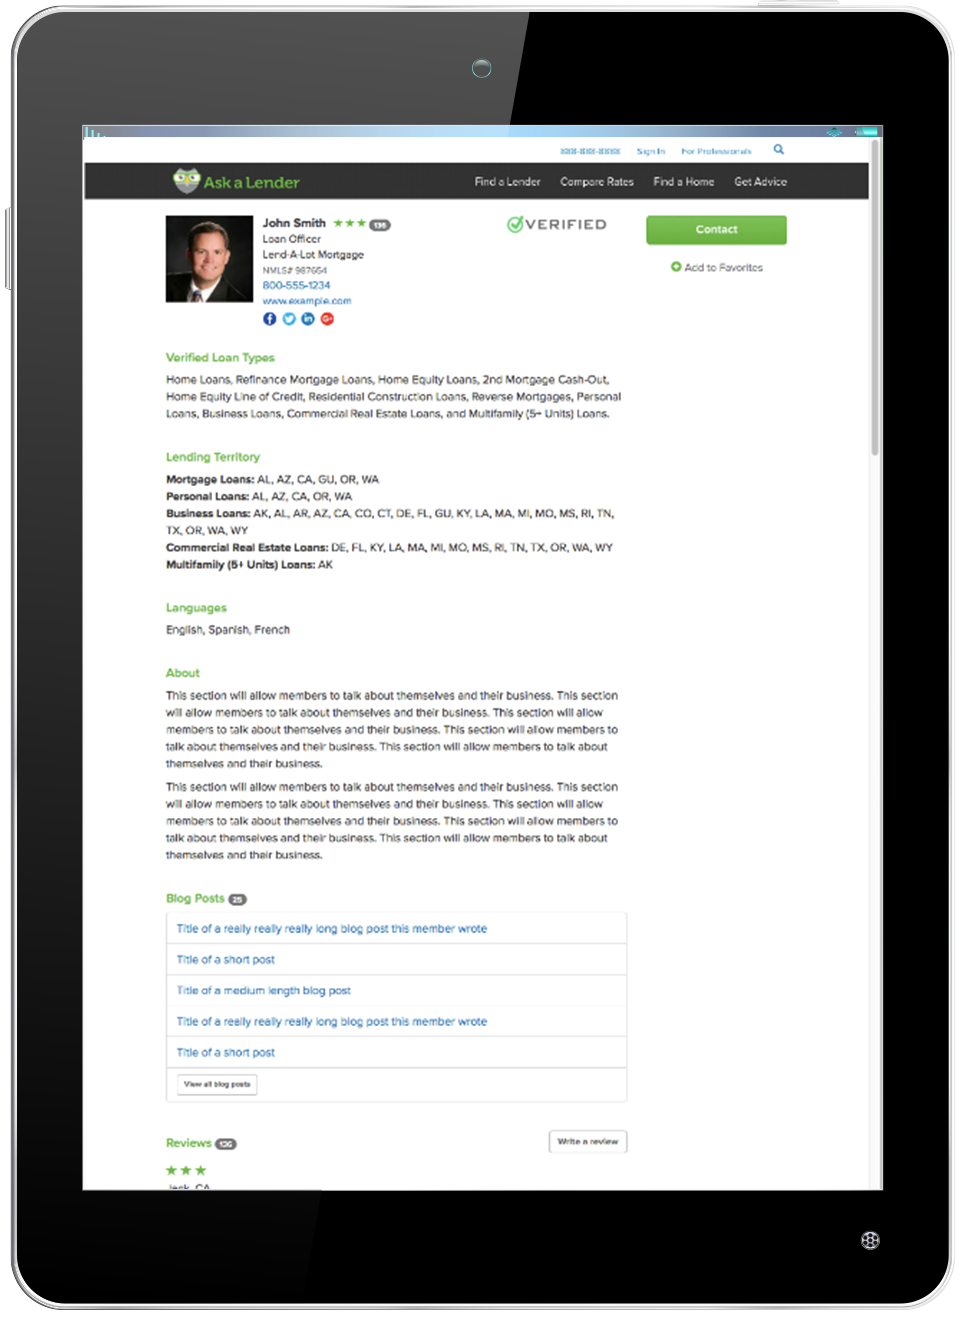 Sign In For Professionals
Ask a Lender
Find a Lender Compare Rates Find a Home Get Advice
John Smith 136
Loan Officer
Lend-A-Lot Mortgage
NMLS# 987654
800-555-1234
www.example.com
VERIFIED
Contact
Add to Favorites
Verified Loan Types
Home Loans, Refinance Mortgage Loans, Home Equity Loans, 2nd Mortgage Cash-Out,
Home Equity Line of Credit, Residential Construction Loans, Reverse Mortgages, Personal
Loans, Business Loans, Commercial Real Estate Loans, and Multifamily (5+ Units) Loans.
Lending Territory
Mortgage Loans: AL, AZ, CA, GU, OR, WA
Personal Loans: AL, AZ, CA, OR, WA
Business Loans: AK, AL, AR, AZ, CA, CO, CT, DE, FL, GU, KY, LA, MA, MI, MO, MS, RI, TN,
TX, OR, WA, WY
Commercial Real Estate Loans: DE, FL, KY, LA, MA, MI, MO, MS, RI, TN, TX, OR, WA, WY
Multifamily (5+ Units) Loans: AK
Languages
English, Spanish, French
About
This section will allow members to talk about themselves and their business. This section
will allow members to talk about themselves and their business. This section will allow
members to talk about themselves and their business. This section will allow members to
talk about themselves and their business. This section will allow members to talk about
themselves and their business.
This section will allow members to talk about themselves and their business. This section
will allow members to talk about themselves and their business. This section will allow
members to talk about themselves and their business. This section will allow members to
talk about themselves and their business. This section will allow members to talk about
themselves and their business.
Blog Posts 25
Title of a really really really long blog post this member wrote
Title of a short post
Title of a medium length blog post
Title of a really really really long blog post this member wrote
Title of a short post
View all blog posts
Reviews 136
Write a review
Jack, CA